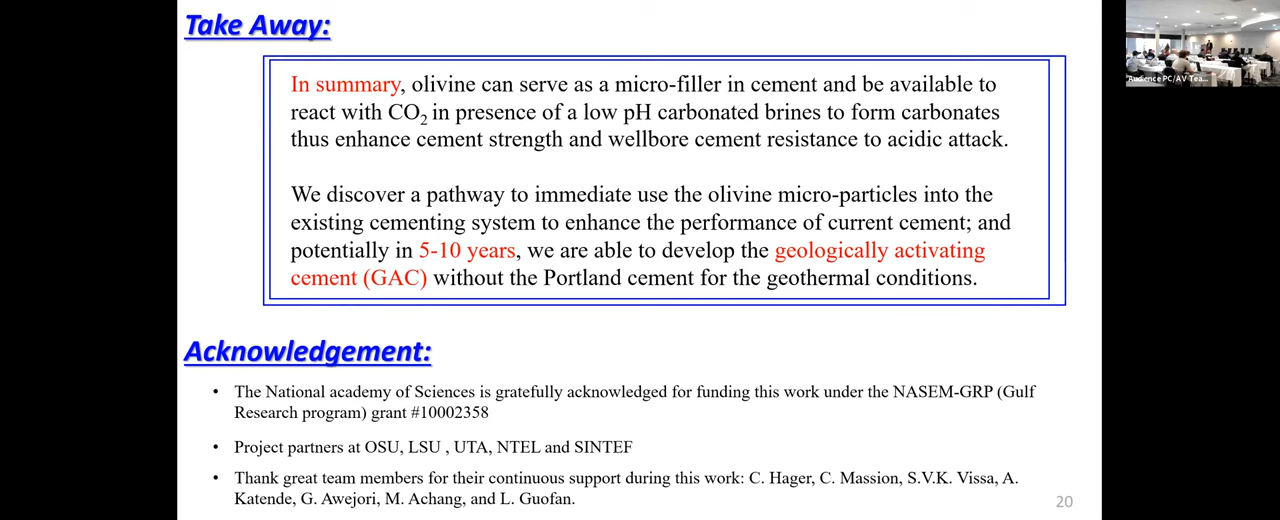 Take Away:
In summary, olivine can serve as a micro-filler in cement and be available to
react with CO2 in presence of a low pH carbonated brines to form carbonates
thus enhance cement strength and wellbore cement resistance to acidic attack.
We discover a pathway to immediate use the olivine micro-particles into the
existing cementing system to enhance the performance of current cement; and
potentially in 5-10 years, we are able to develop the geologically activating
cement (GAC) without the Portland cement for the geothermal conditions.
Acknowledgement:
• The National academy of Sciences is gratefully acknowledged for funding this work under the NASEM-GRP (Gulf
Research program) grant #10002358
• Project partners at OSU, LSU , UTA, NTEL and SINTEF
• Thank great team members for their continuous support during this work: C. Hager, C. Massion, S.V.K. Vissa, A.
Katende, G. Awejori, M. Achang, and L. Guofan.
20
Audience PC/AV Tea...